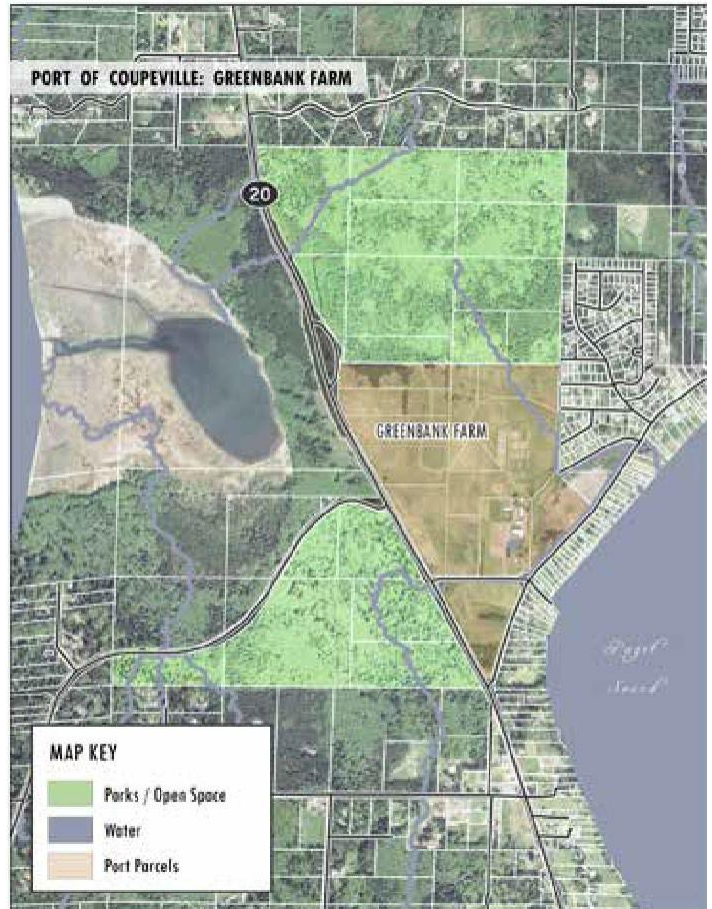 PORT OF COUPEVILLE: GREENBANK FARM
20
GREENBANK FARM
Puget
Sound
MAP KEY
Parks / Open Space
Water
Port Parcels